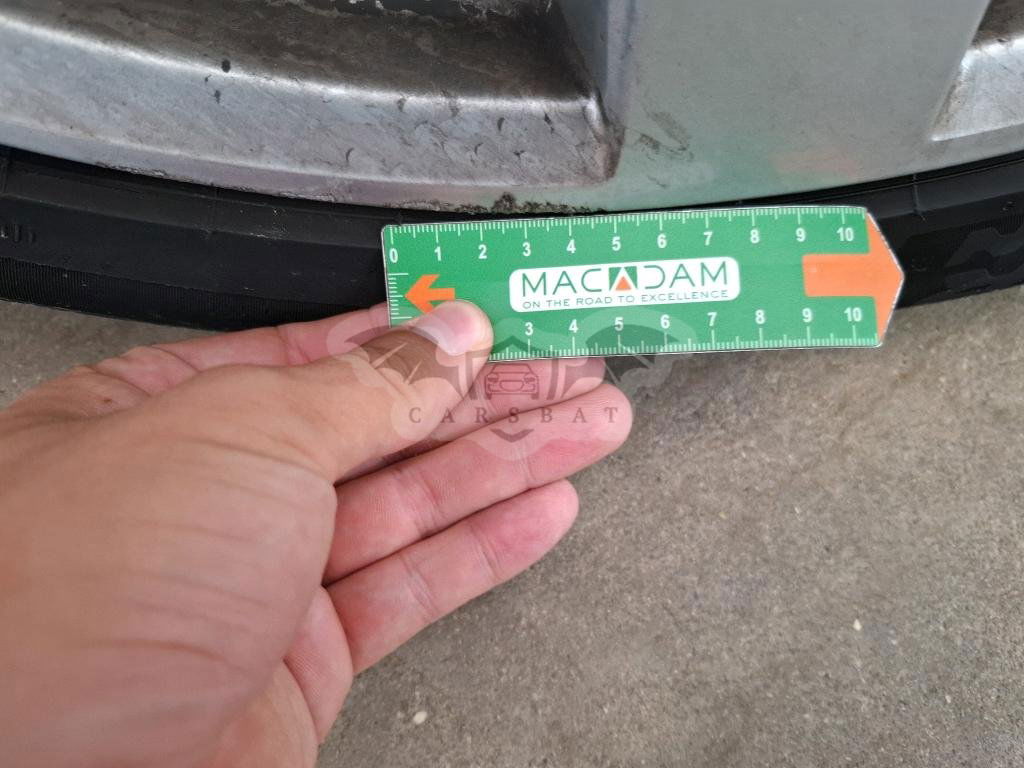 0 1 2 3 4 5 6 7 8 9 10
MACADAM
ON THE ROAD TO EXCELLENCE
3 4 5 6 7 8 9 10
CARSBAT